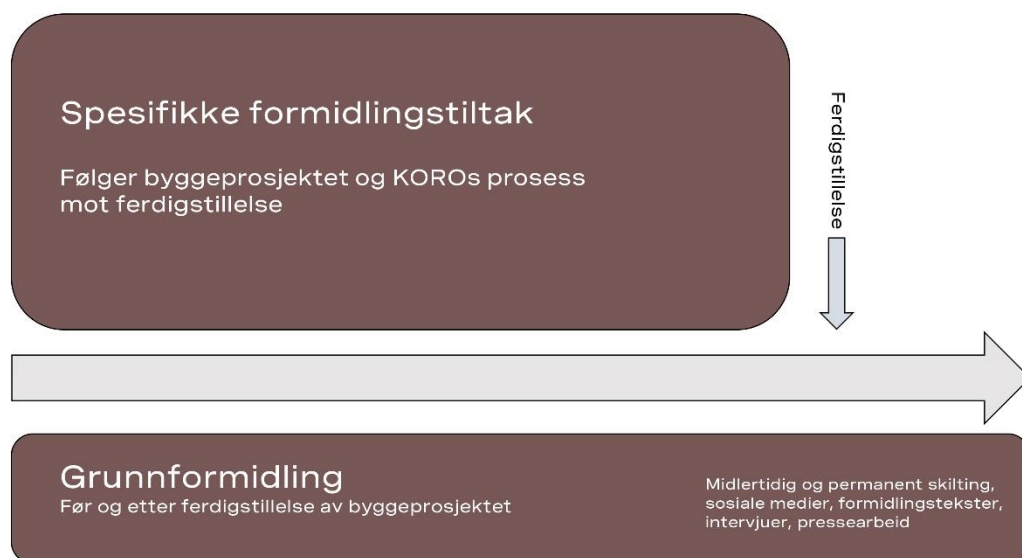 Spesifikke formidlingstiltak
Følger byggeprosjektet og KOROs prosess
mot ferdigstillelse
Ferdigstillelse
Grunnformidling
Før og etter ferdigstillelse av byggeprosjektet
Midlertidig og permanent skilting,
sosiale medier, formidlingstekster,
intervjuer, pressearbeid